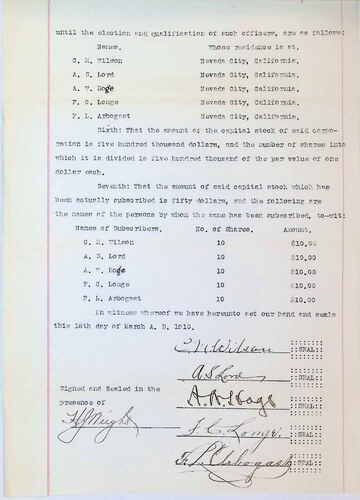 until the election and qualification of such officers, are as follows:
Names. Whose residence is at.
C. M. Wilson Nevada City, California.
A. S. Lord Nevada City, California.
A. W. Hoge Nevada City, California.
F. C. Longe Nevada City, California.
F. L. Arbogast Nevada City, California.
Sixth: That the amount of the capital stock of said corpo-
ration is five hundred thousand dollars, and the number of shares into
which it is divided is five hundred thousand of the par value of one
dollar each.
Seventh: That the amount of said capital stock which has
been actually subscribed is fifty dollars, and the following are
the names of the persons by whom the same has been subscribed, to-wit:
Names of Subscribers. No. of Shares. Amount.
C. M. Wilson 10 $10.00
A. S. Lord 10 $10.00
A. W. Hoge 10 $10.00
F. C. Longe 10 $10.00
F. L. Arbogast 10 $10.00
In witness whereof we have hereunto set our hand and seals
this 18th day of March A. D. 1910.
C. M. Wilson ::SEAL::
A S Lord ::SEAL::
Signed and Sealed in the
A. W. Hoge ::SEAL::
presence of
F. C. Longe. ::SEAL::
F. L. Arbogast ::SEAL::